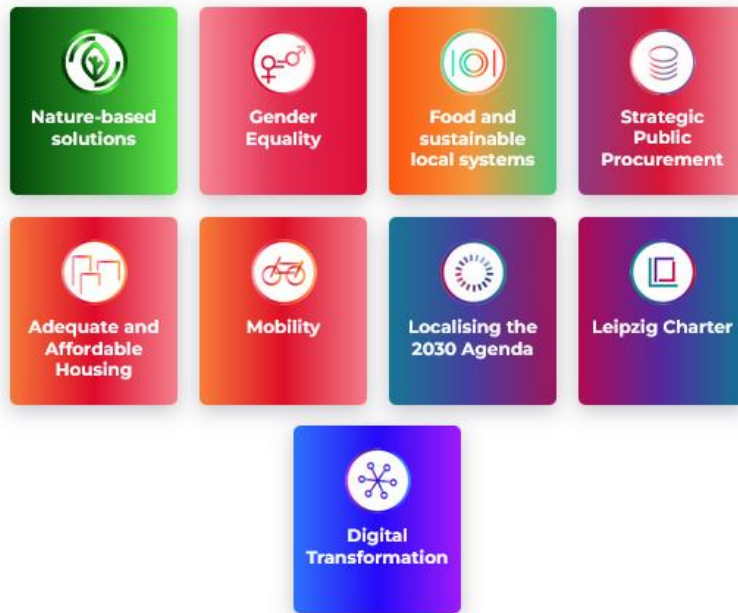 Nature-based
solutions
Gender
Equality
Food and
sustainable
local systems
Strategic
Public
Procurement
Adequate and
Affordable
Housing
Mobility
Localising the
2030 Agenda
Leipzig Charter
Digital
Transformation